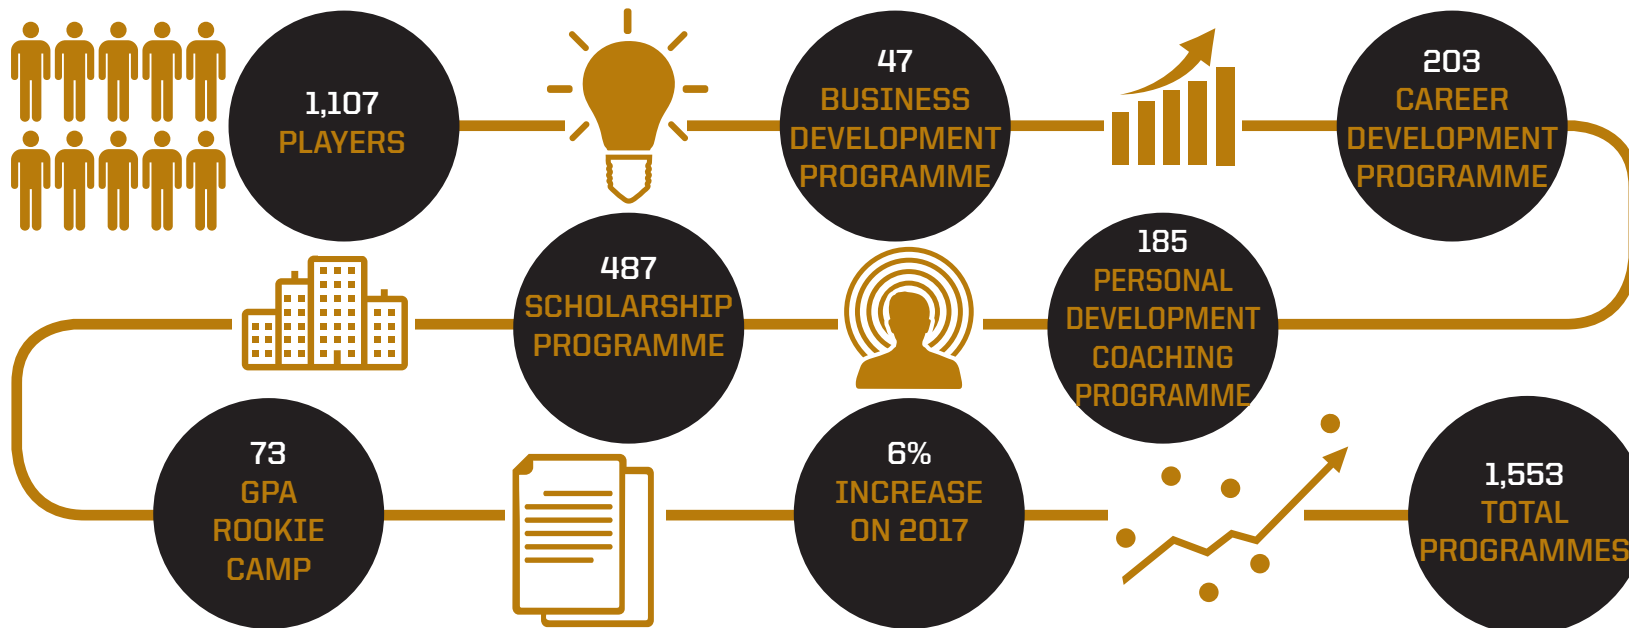 1,107
PLAYERS
47
BUSINESS
DEVELOPMENT
PROGRAMME
203
CAREER
DEVELOPMENT
PROGRAMME
185
PERSONAL
DEVELOPMENT
COACHING
PROGRAMME
487
SCHOLARSHIP
PROGRAMME
73
GPA
ROOKIE
CAMP
6%
INCREASE
ON 2017
1,553
TOTAL
PROGRAMMES